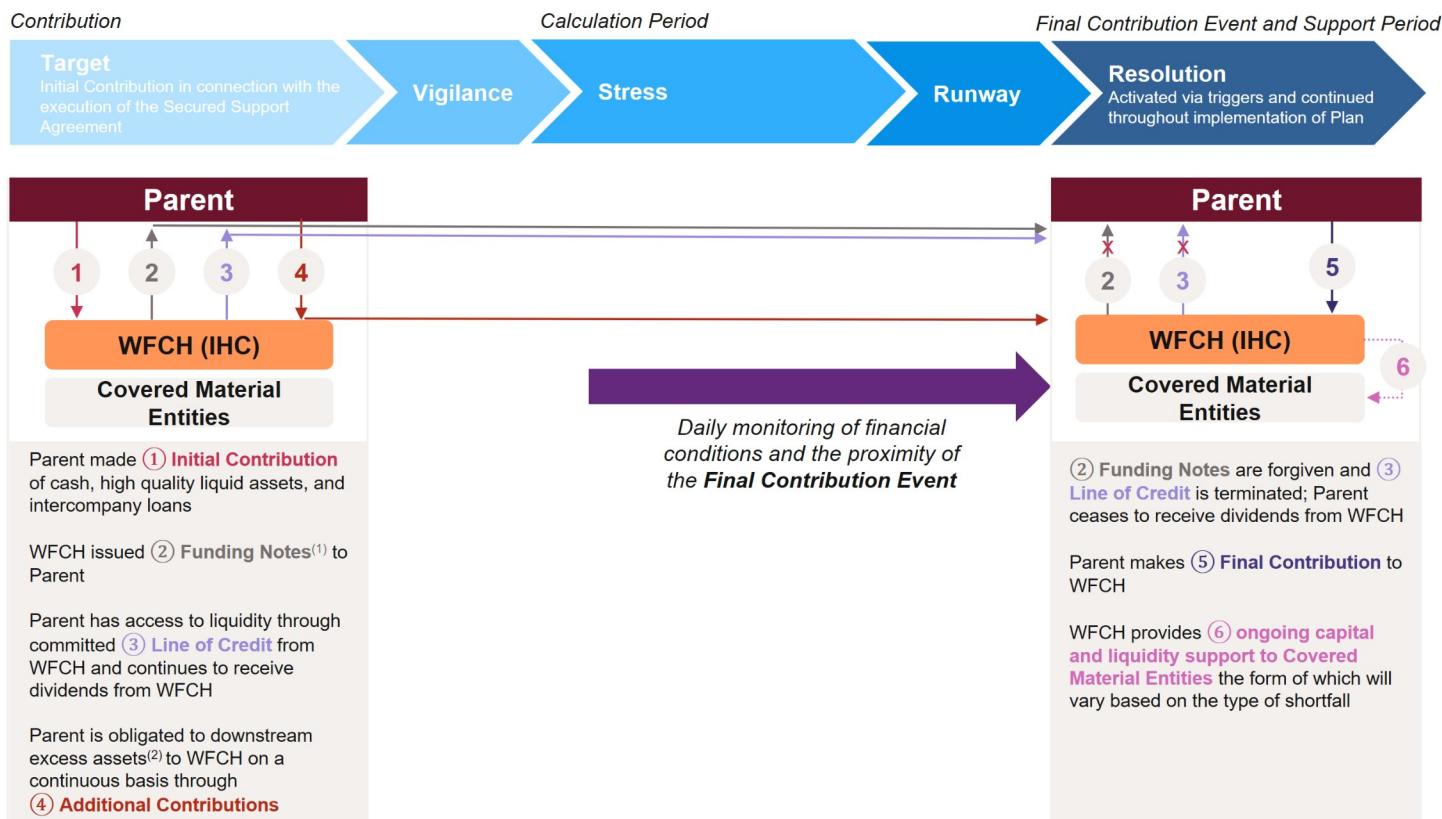 Contribution
Calculation Period
Final Contribution Event and Support Period
Target
Initial Contribution in connection with the
execution of the Secured Support
Agreement
Vigilance
Stress
Runway
Resolution
Activated via triggers and continued
throughout implementation of Plan
Parent
1
2
3
4
WFCH (IHC)
Covered Material
Entities
Parent made ① Initial Contribution
of cash, high quality liquid assets, and
intercompany loans
WFCH issued ② Funding Notes(1) to
Parent
Parent has access to liquidity through
committed ③ Line of Credit from
WFCH and continues to receive
dividends from WFCH
Parent is obligated to downstream
excess assets(2) to WFCH on a
continuous basis through
④ Additional Contributions
Daily monitoring of financial
conditions and the proximity of
the Final Contribution Event
Parent
x
x
2
3
5
WFCH (IHC)
6
Covered Material
Entities
② Funding Notes are forgiven and ③
Line of Credit is terminated; Parent
ceases to receive dividends from WFCH
Parent makes ⑤ Final Contribution to
WFCH
WFCH provides ⑥ ongoing capital
and liquidity support to Covered
Material Entities the form of which will
vary based on the type of shortfall